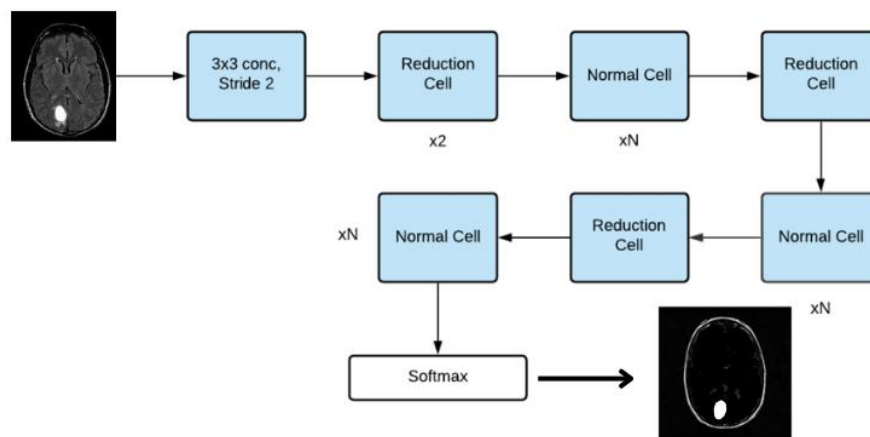 3x3 conc,
Stride 2
Reduction
Cell
x2
Normal Cell
xN
Reduction
Cell
Normal Cell
xN
Reduction
Cell
Normal Cell
xN
Softmax